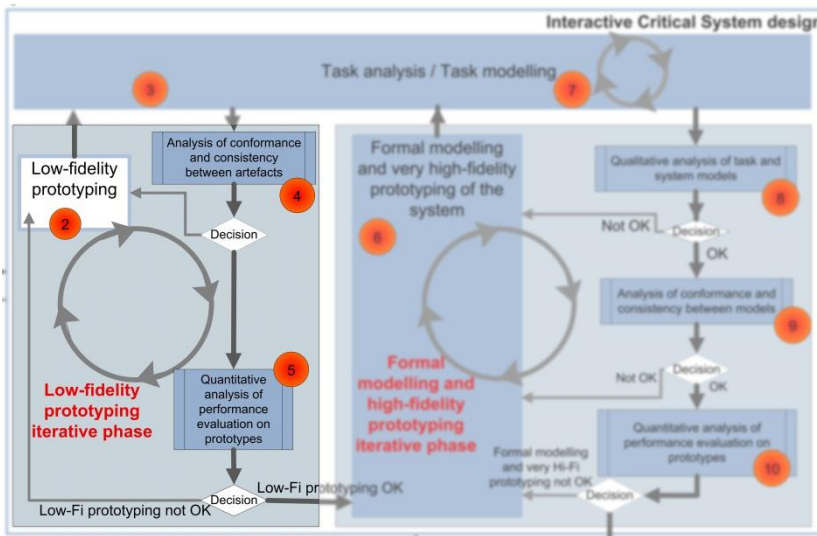 Interactive Critical System design
Task analysis / Task modelling
3
7
Low-fidelity
prototyping
2
Analysis of conformance
and consistency
between artefacts
4
Decision
5
Quantitative
analysis of
performance
evaluation on
prototypes
Low-fidelity
prototyping
iterative phase
Decision
Low-Fi prototyping OK
Low-Fi prototyping not OK
Formal modelling
and very high-fidelity
prototyping of the
system
6
Formal
modelling and
high-fidelity
prototyping
iterative phase
Qualitative analysis of task and
system models
8
Not OK
Decision
OK
Analysis of conformance and
consistency between models
9
Not OK
Decision
OK
Quantitative analysis of
performance evaluation on
prototypes
10
Formal modelling
and very Hi-Fi
prototyping not OK
Decision